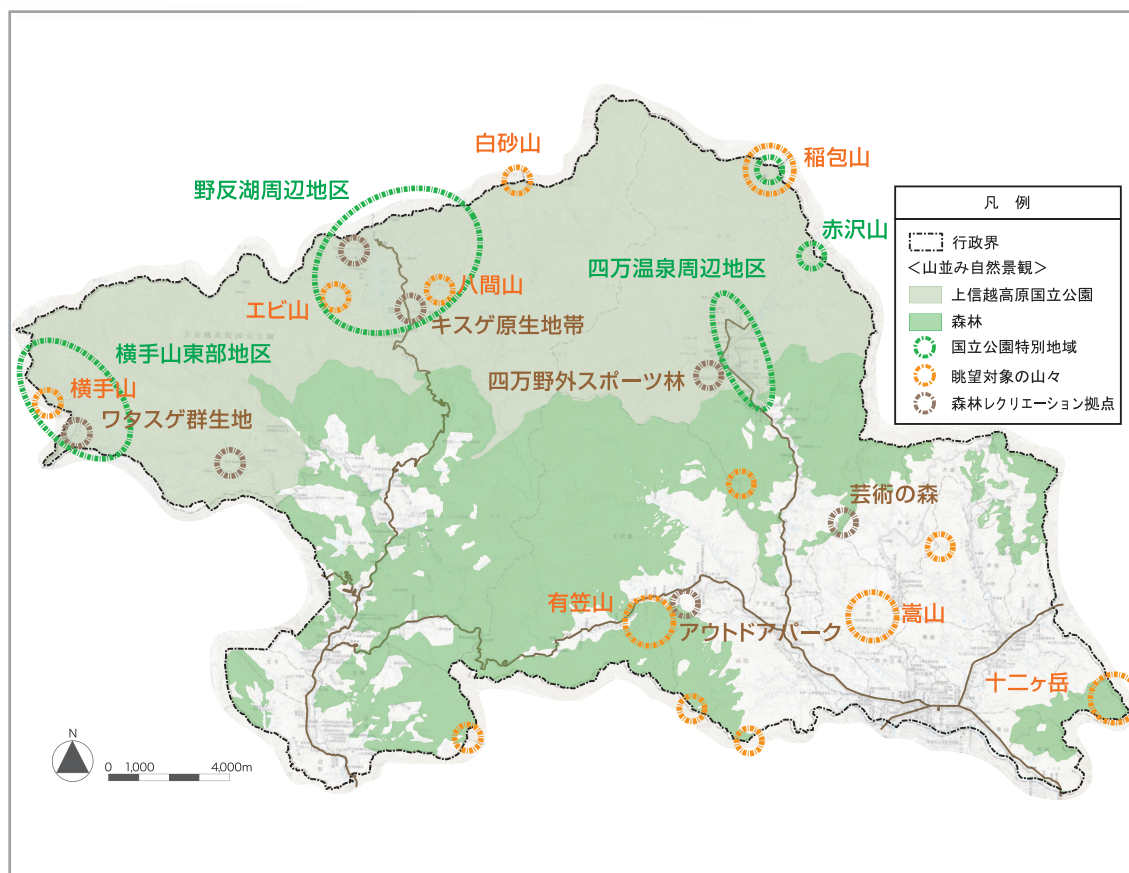 白砂山
稲包山
野反湖周辺地区
赤沢山
四万温泉周辺地区
エビ山
八間山
キスゲ原生地帯
横手山東部地区
横手山
四万野外スポーツ林
ワタスゲ群生地
芸術の森
有笠山
アウトドアパーク
嵩山
十二ヶ岳
凡 例
行政界
<山並み自然景観>
上信越高原国立公園
森林
国立公園特別地域
眺望対象の山々
森林レクリエーション拠点
N
0 1,000 4,000m